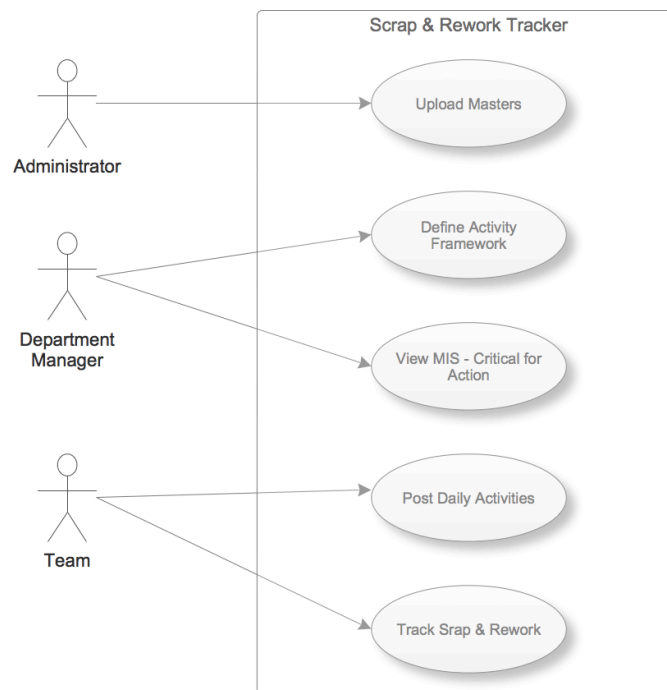 Scrap & Rework Tracker
Upload Masters
Administrator
Define Activity
Framework
Department
Manager
View MIS - Critical for
Action
Post Daily Activities
Team
Track Srap & Rework